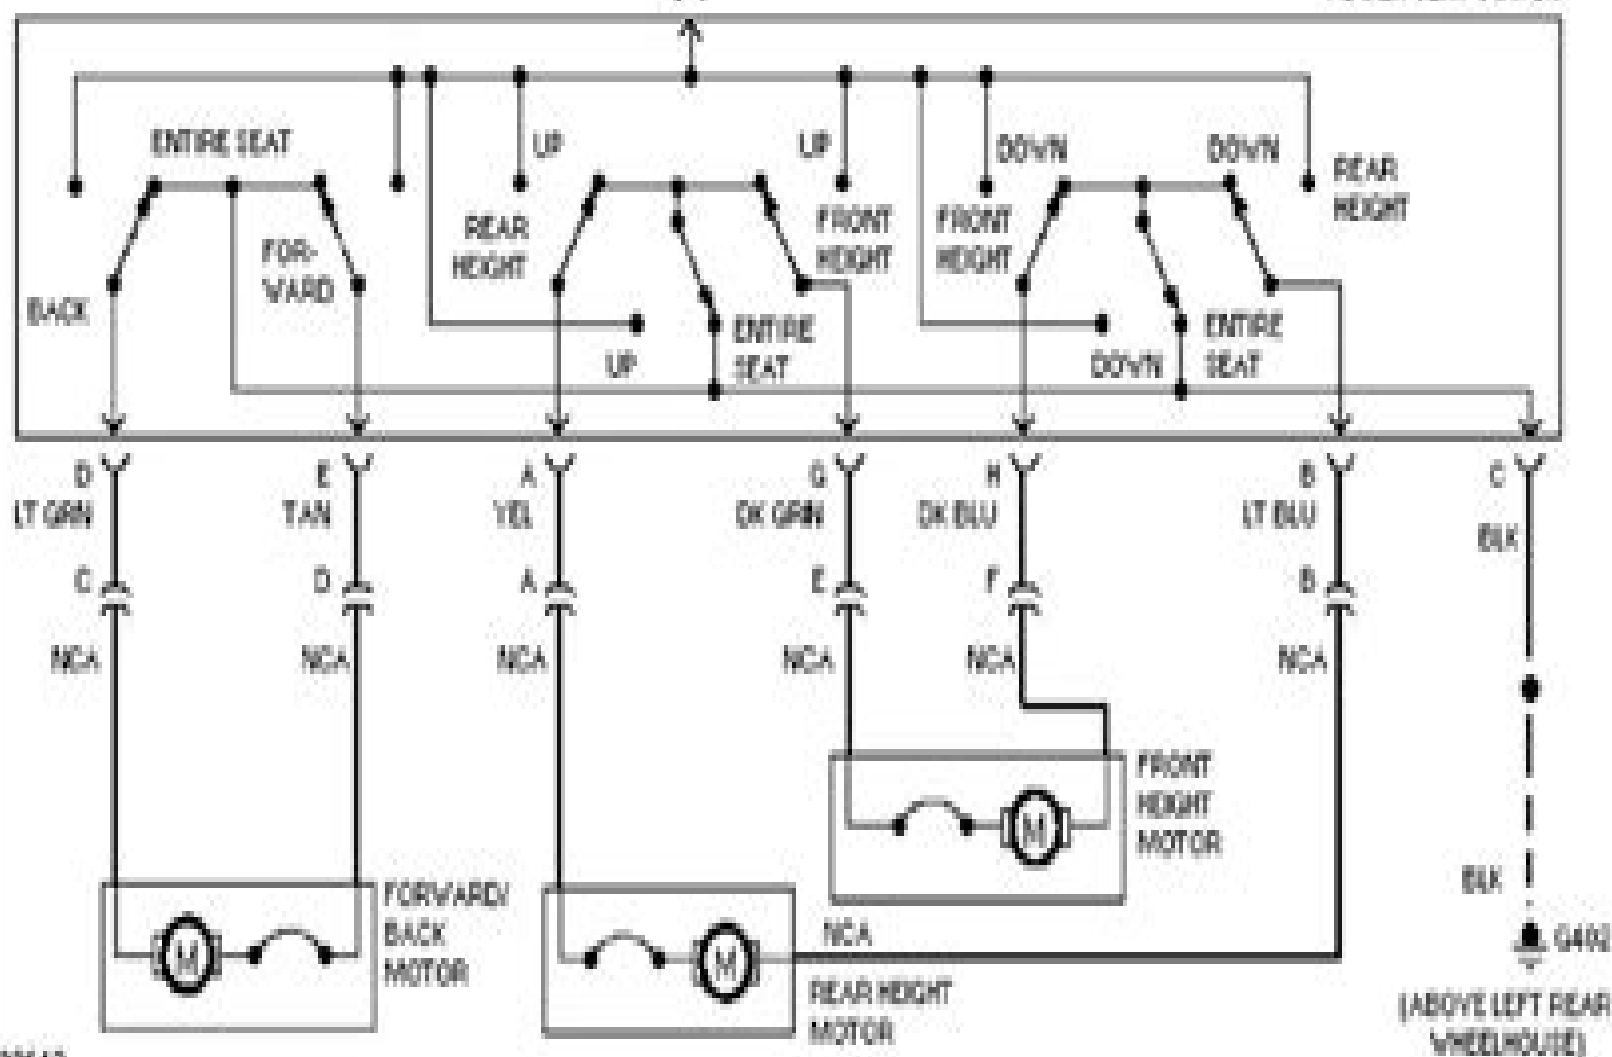 ENTIRE SEAT
UP
UP
DOWN
DOWN
REAR
HEIGHT
REAR
HEIGHT
FRONT
HEIGHT
FRONT
HEIGHT
FOR-
WARD
BACK
UP
ENTIRE
SEAT
DOWN
ENTIRE
SEAT
D
E
A
G
H
B
C
LT GRN
TAN
YEL
DK GRN
DK BLU
LT BLU
BLK
C
D
A
E
F
B
NCA
NCA
NCA
NCA
NCA
NCA
FRONT
HEIGHT
MOTOR
M
BLK
FORWARD/
BACK
MOTOR
M
M
NCA
REAR HEIGHT
MOTOR
G402
(ABOVE LEFT REAR
WHEELHOUSE)